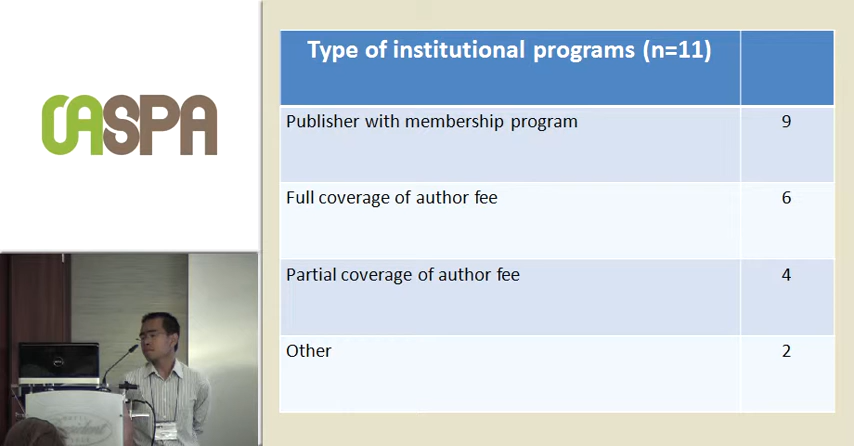 OASPA
Type of institutional programs (n=11)
Publisher with membership program 9
Full coverage of author fee 6
Partial coverage of author fee 4
Other 2
DELL